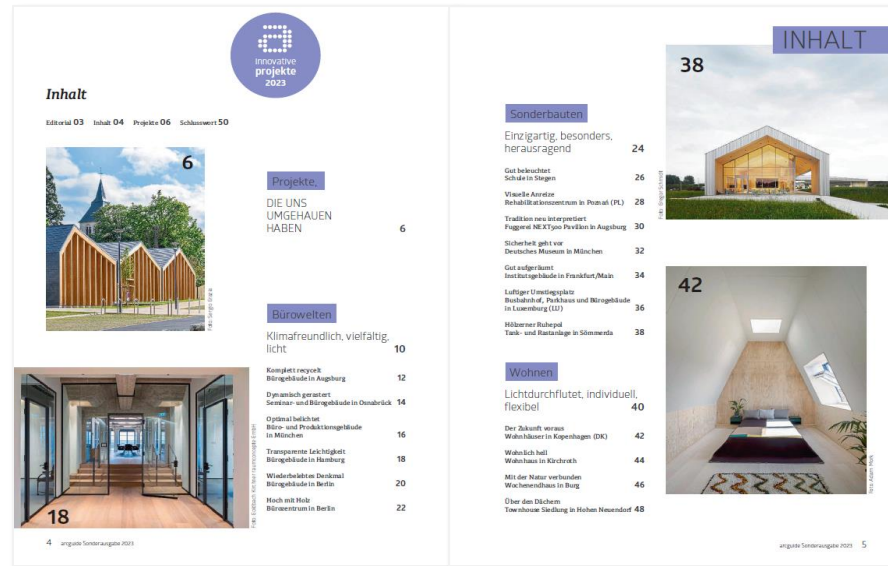 a
innovative
projekte
2023
Inhalt
Editorial 03 Inhalt 04 Projekte 06 Schlusswort 50
6
Projekte,
DIE UNS
UMGEHAUEN
HABEN 6
Bürowelten
Klimafreundlich, vielfältig,
licht 10
Komplett recycelt
Bürogebäude in Augsburg 12
Dynamisch gerastert
Seminar- und Bürogebäude in Osnabrück 14
Optimal belichtet
Büro- und Produktionsgebäude
in München 16
Transparente Leichtigkeit
Bürogebäude in Hamburg 18
Wiederbelebtes Denkmal
Bürogebäude in Berlin 20
Hoch mit Holz
Bürozentrum in Berlin 22
18
4 artguide Sonderausgabe 2023
INHALT
Sonderbauten
Einzigartig, besonders,
herausragend 24
Gut beleuchtet
Schule in Stegen 26
Visuelle Anreize
Rehabilitationszentrum in Poznań (PL) 28
Tradition neu interpretiert
Fuggerei NEXT500 Pavilion in Augsburg 30
Sicherheit geht vor
Deutsches Museum in München 32
Gut aufgeräumt
Institutsgebäude in Frankfurt/Main 34
Luftiger Umstiegsplatz
Busbahnhof, Parkhaus und Bürogebäude
in Luxemburg (LU) 36
Hölzerner Ruhepol
Tank- und Rastanlage in Sömmerda 38
Wohnen
Lichtdurchflutet, individuell,
flexibel 40
Der Zukunft voraus
Wohnhäuser in Kopenhagen (DK) 42
Wohnlich hell
Wohnhaus in Kirchroth 44
Mit der Natur verbunden
Wochenendhaus in Burg 46
Über den Dächern
Townhouse Siedlung in Hohen Neuendorf 48
38
42
Foto: Adam Mørk
5